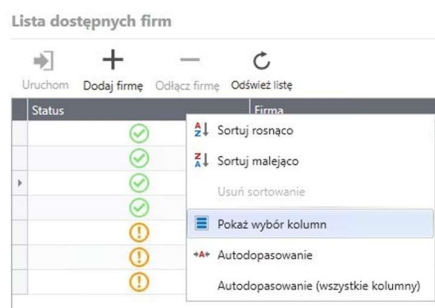 Lista dostępnych firm
Uruchom Dodaj firmę Odłącz firmę Odśwież listę
Status Firma
Sortuj rosnąco
Sortuj malejąco
Usuń sortowanie
Pokaż wybór kolumn
Autodopasowanie
Autodopasowanie (wszystkie kolumny)